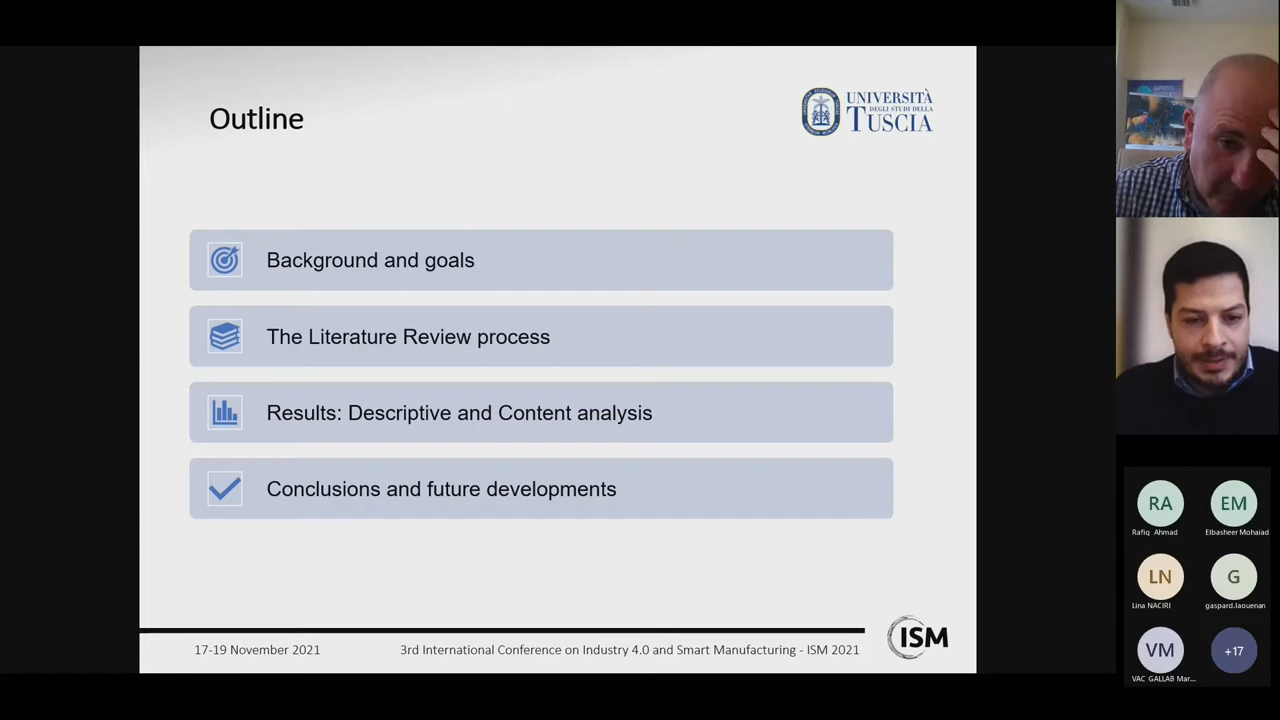 Outline
UNIVERSITÀ
DEGLI STUDI DELLA
TUSCIA
Background and goals
The Literature Review process
Results: Descriptive and Content analysis
Conclusions and future developments
17-19 November 2021
3rd International Conference on Industry 4.0 and Smart Manufacturing - ISM 2021
ISM
RA
EM
Rafiq Ahmad
Elbasheer Mohaiad
LN
G
Lina NACIRI
gaspard.laouenan
VM
+17
VAC GALLAB Mar...